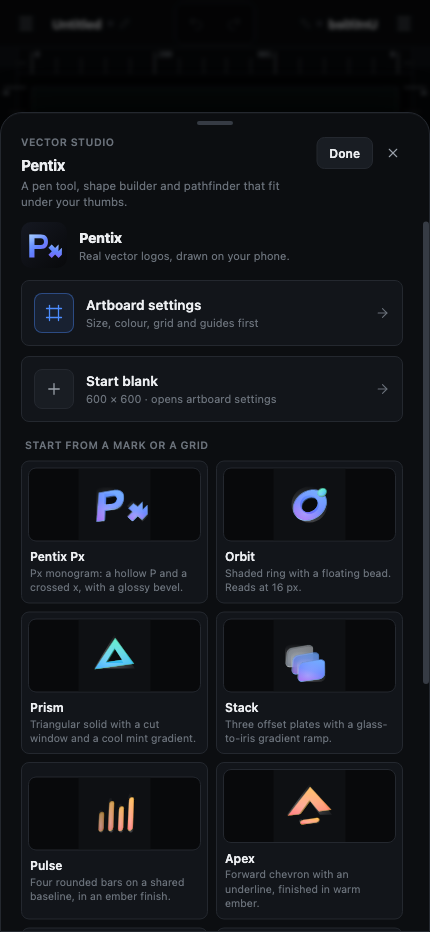 Untitled
VECTOR STUDIO
Pentix
Done
A pen tool, shape builder and pathfinder that fit
under your thumbs.
Px
Pentix
Real vector logos, drawn on your phone.
Artboard settings
Size, colour, grid and guides first
Start blank
600 × 600 · opens artboard settings
START FROM A MARK OR A GRID
Px
Pentix Px
Px monogram: a hollow P and a
crossed x, with a glossy bevel.
Orbit
Shaded ring with a floating bead.
Reads at 16 px.
Prism
Triangular solid with a cut
window and a cool mint gradient.
Stack
Three offset plates with a glass-
to-iris gradient ramp.
Pulse
Four rounded bars on a shared
baseline, in an ember finish.
Apex
Forward chevron with an
underline, finished in warm
ember.